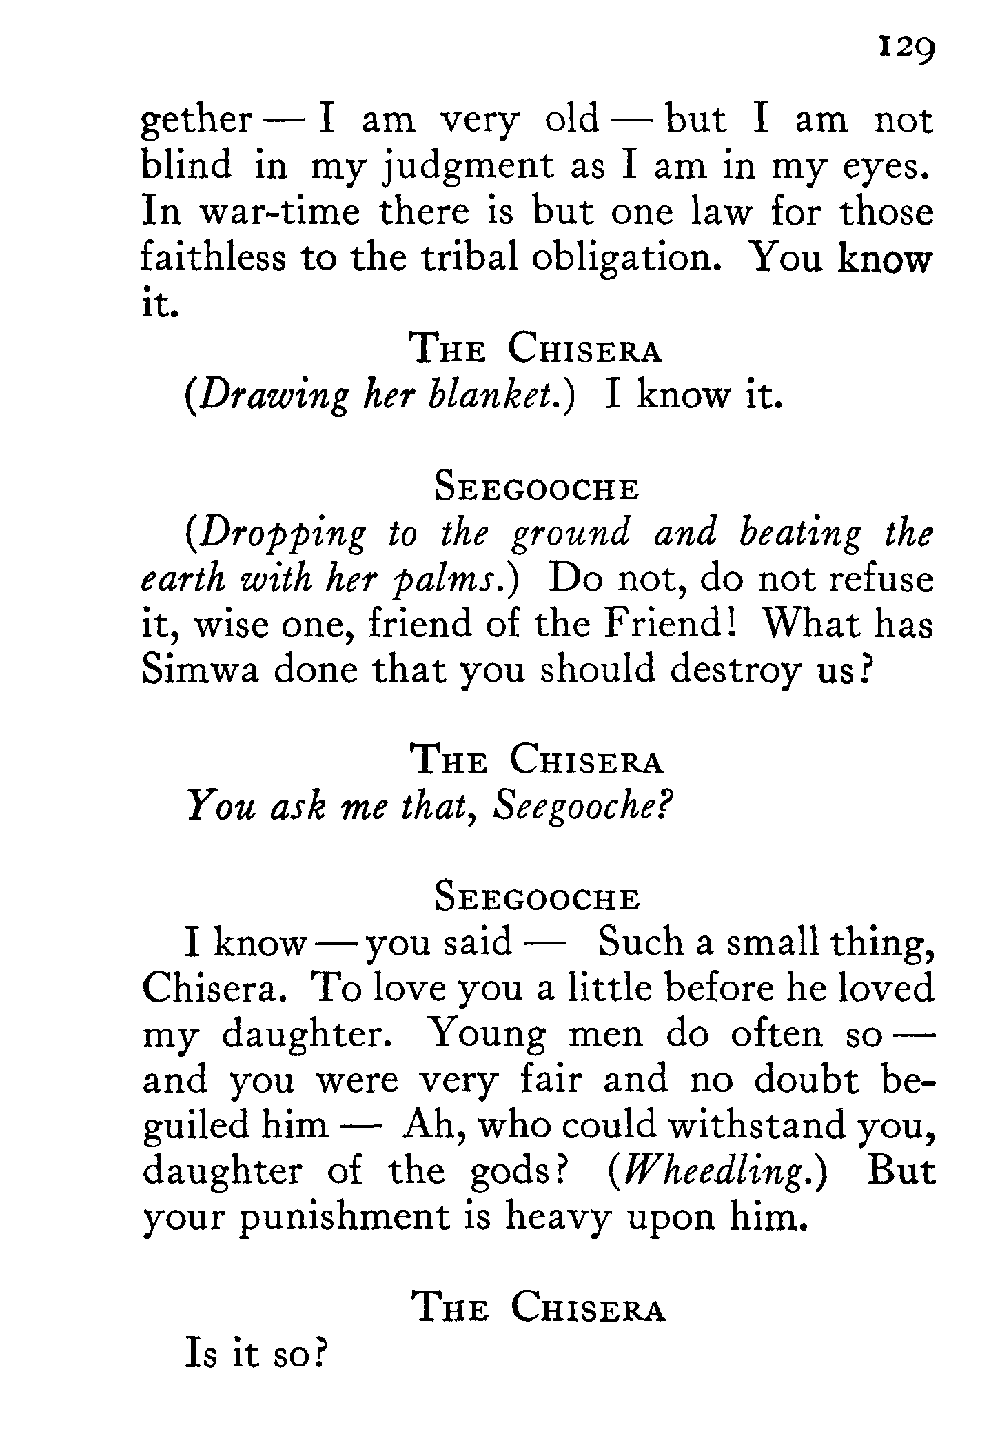 129
gether — I am very old — but I am not
blind in my judgment as I am in my eyes.
In war-time there is but one law for those
faithless to the tribal obligation. You know
it.
The Chisera
(Drawing her blanket.) I know it.
Seegooche
(Dropping to the ground and beating the
earth with her palms.) Do not, do not refuse
it, wise one, friend of the Friend! What has
Simwa done that you should destroy us?
The Chisera
You ask me that, Seegooche?
Seegooche
I know — you said — Such a small thing,
Chisera. To love you a little before he loved
my daughter. Young men do often so —
and you were very fair and no doubt be-
guiled him — Ah, who could withstand you,
daughter of the gods? (Wheedling.) But
your punishment is heavy upon him.
The Chisera
Is it so?